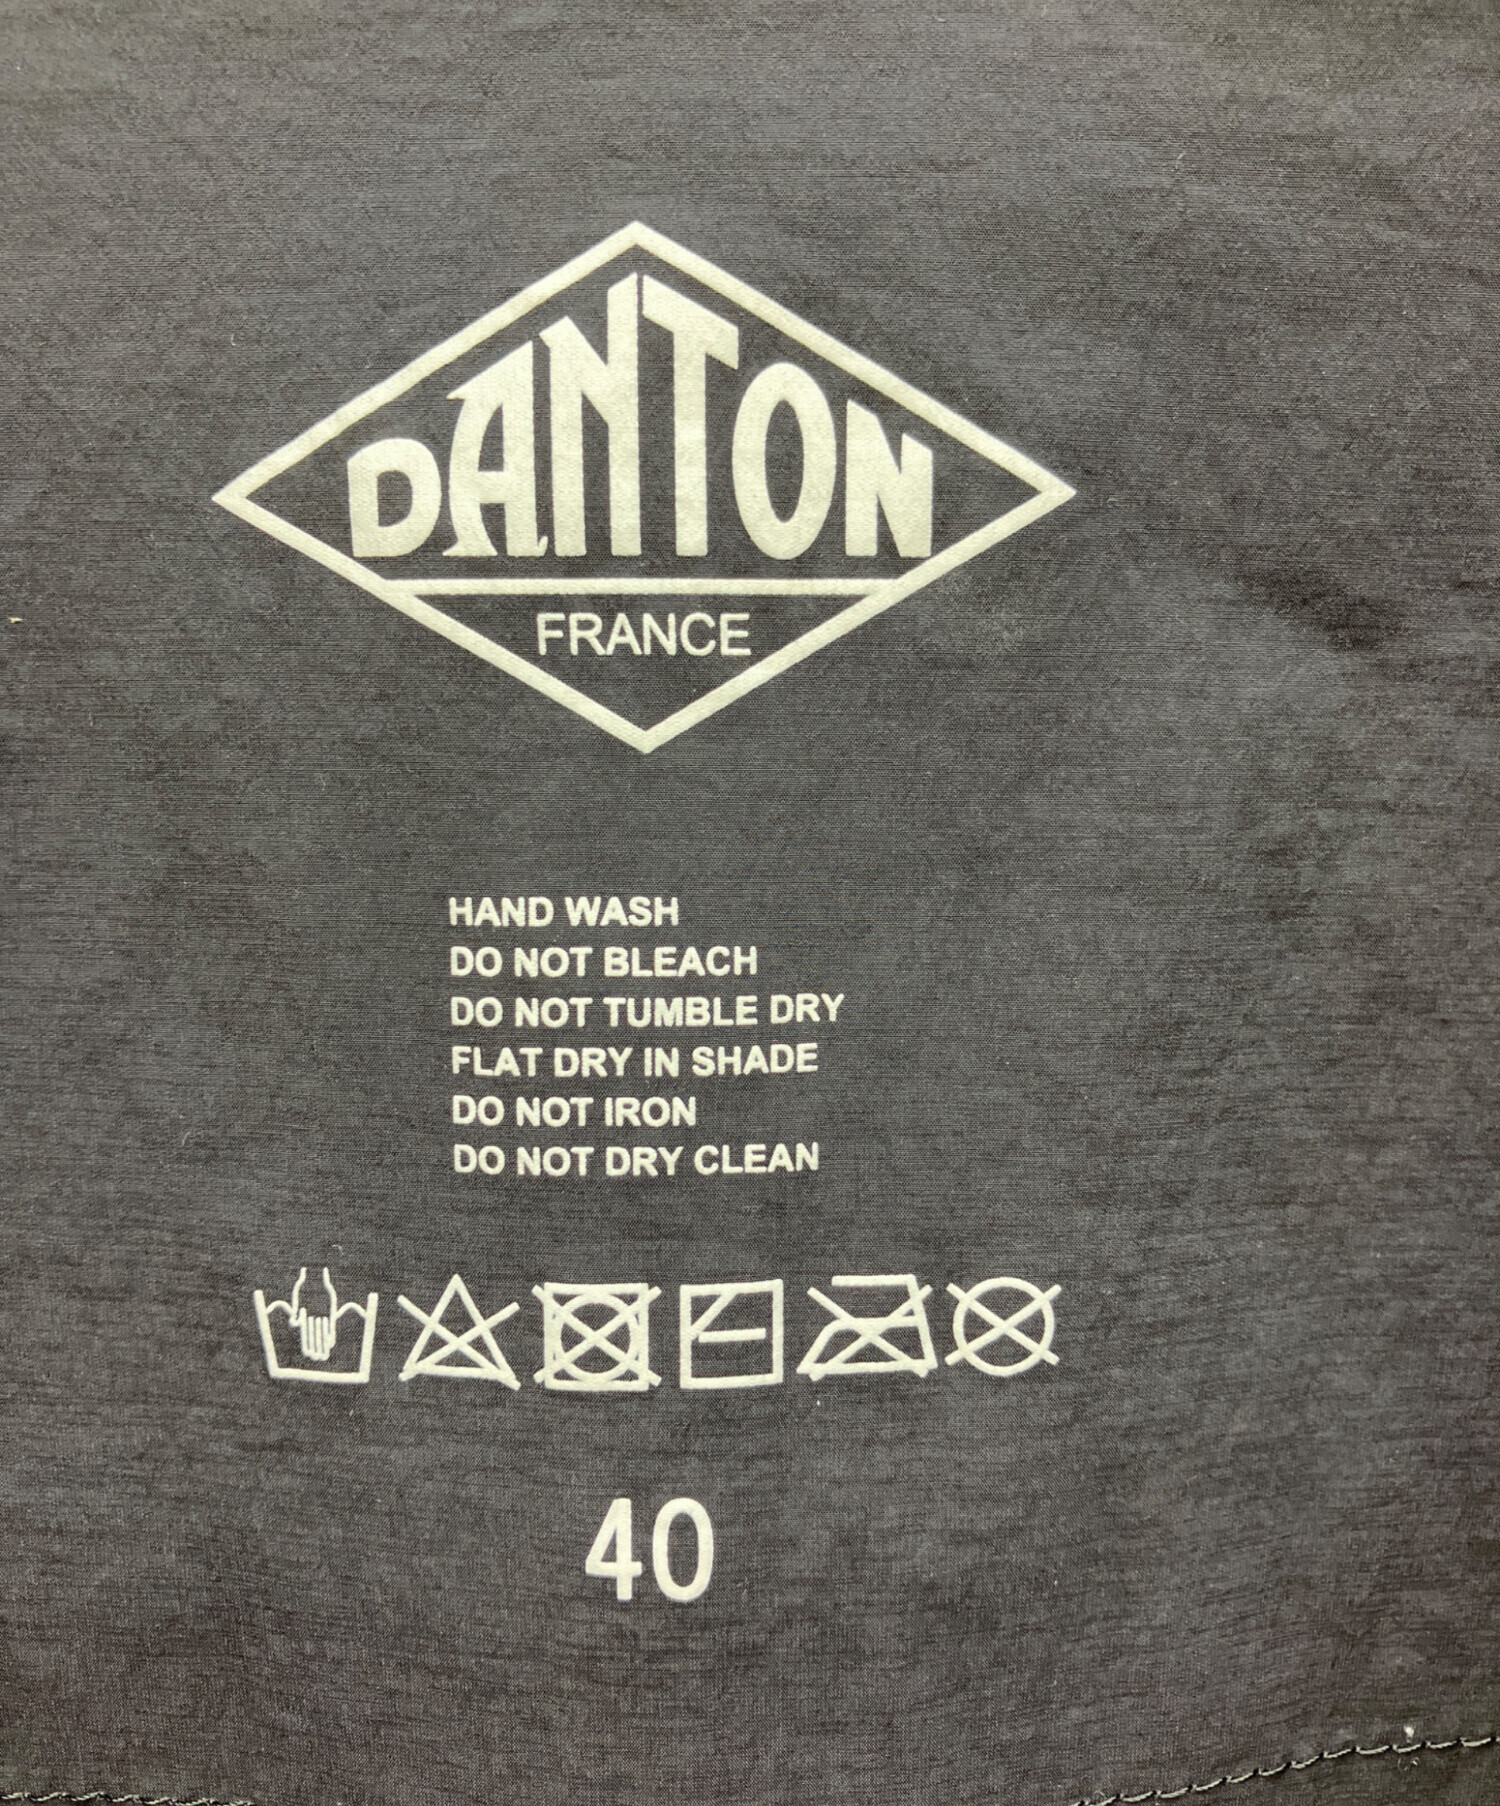 DANTON
FRANCE
HAND WASH
DO NOT BLEACH
DO NOT TUMBLE DRY
FLAT DRY IN SHADE
DO NOT IRON
DO NOT DRY CLEAN
40